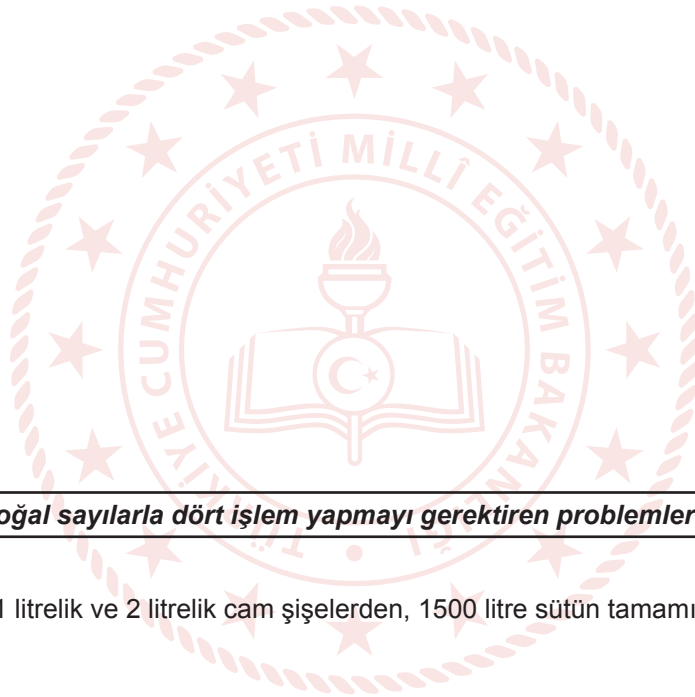 TÜRKİYE CUMHURİYETİ MİLLÎ EĞİTİM BAKANLIĞI
oğal sayılarla dört işlem yapmayı gerektiren problemler
1 litrelik ve 2 litrelik cam şişelerden, 1500 litre sütün tamamı